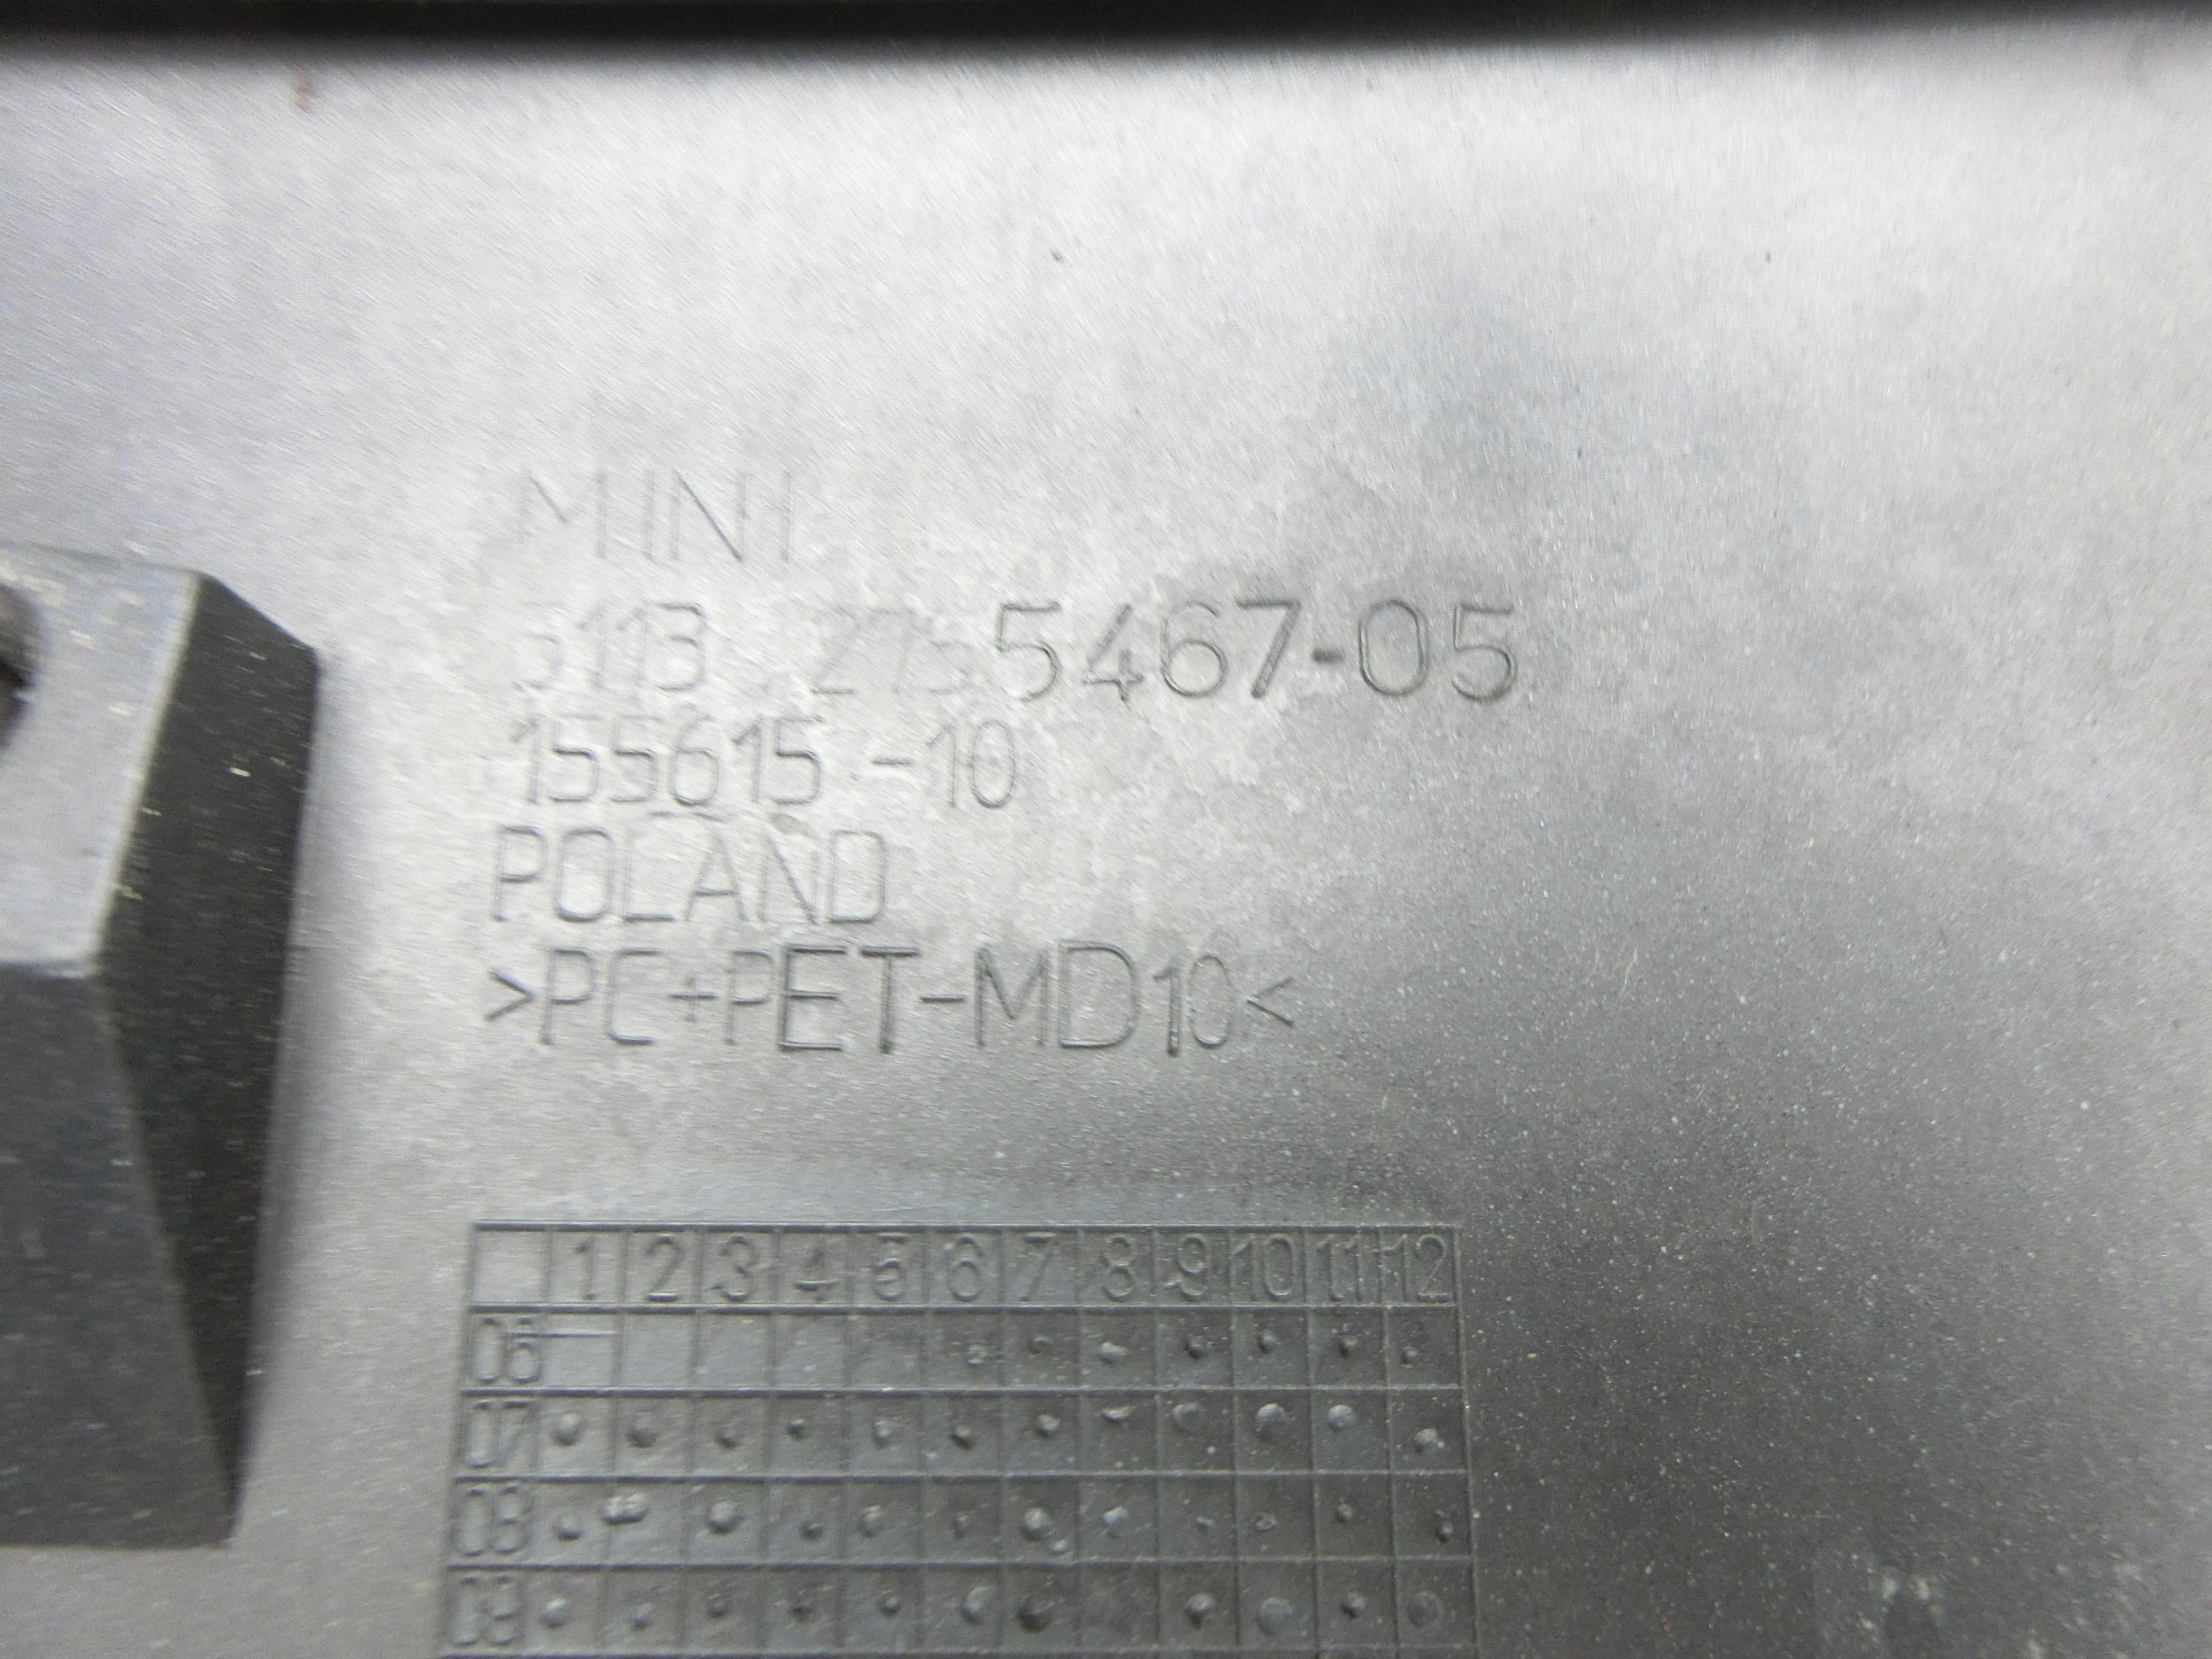 MINI
5113 2755467-05
155615-10
POLAND
>PC+PET-MD10<
1 2 3 4 5 6 7 8 9 10 11 12
06
07
08
09